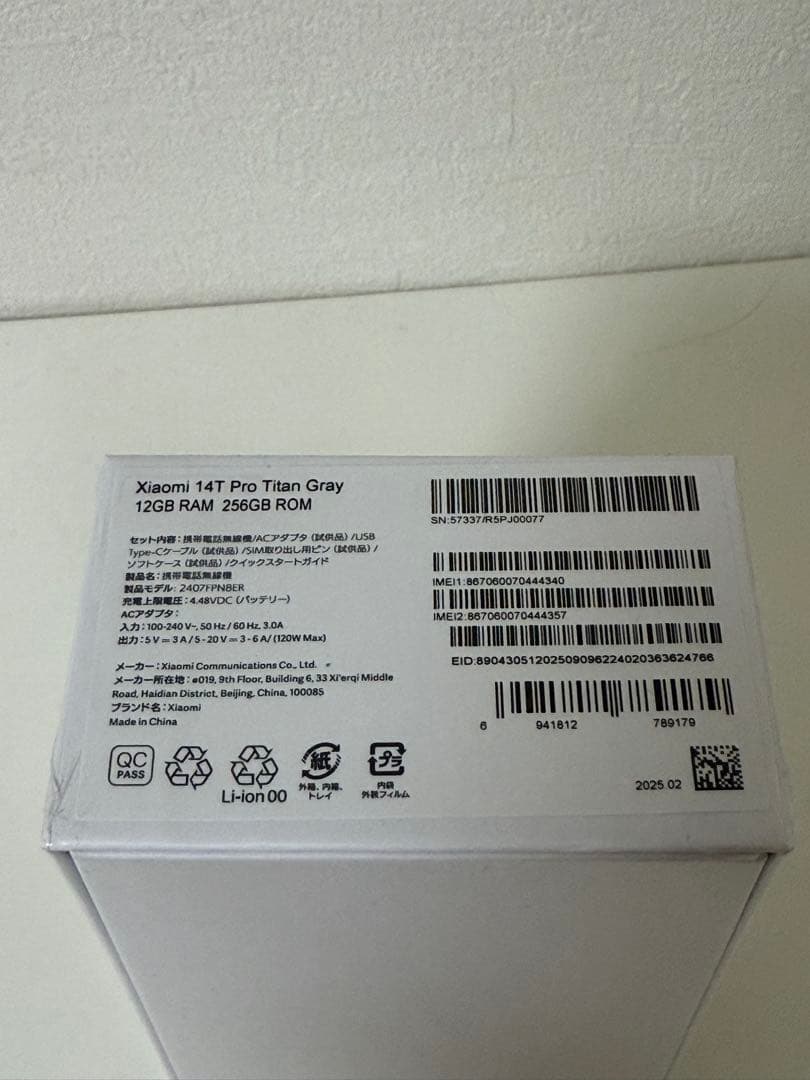 Xiaomi 14T Pro Titan Gray
12GB RAM 256GB ROM
セット内容:携帯電話無線機/ACアダプタ (試供品) /USB
Type-Cケーブル (試供品) /SIM取り出し用ピン (試供品) /
ソフトケース (試供品) /クイックスタートガイド
製品名:携帯電話無線機
製品モデル: 2407FPN8ER
充電上限電圧: 4.48VDC (バッテリー)
ACアダプタ:
入力: 100-240 V~, 50 Hz / 60 Hz, 3.0A
出力: 5 V ⎓ 3 A / 5 - 20 V ⎓ 3 - 6 A/ (120W Max)
メーカー: Xiaomi Communications Co., Ltd.
メーカー所在地: #019, 9th Floor, Building 6, 33 Xi'erqi Middle
Road, Haidian District, Beijing, China, 100085
ブランド名: Xiaomi
Made in China
SN:57337/R5PJ00077
IMEI1:867060070444340
IMEI2:867060070444357
EID:89043051202509096224020363624766
6 941812 789179
2025.02
QC
PASS
Li-ion 00
紙
外箱、内箱、
トレイ
プラ
内袋
外装フィルム